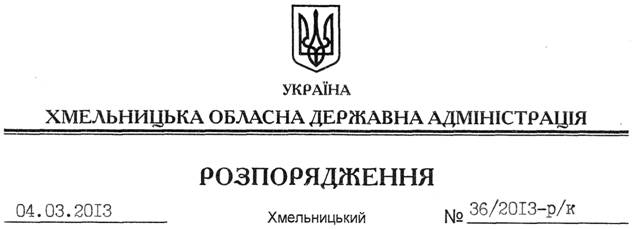 УКРАЇНА
ХМЕЛЬНИЦЬКА ОБЛАСНА ДЕРЖАВНА АДМІНІСТРАЦІЯ
РОЗПОРЯДЖЕННЯ
04.03.2013 Хмельницький № 36/2013-р/к